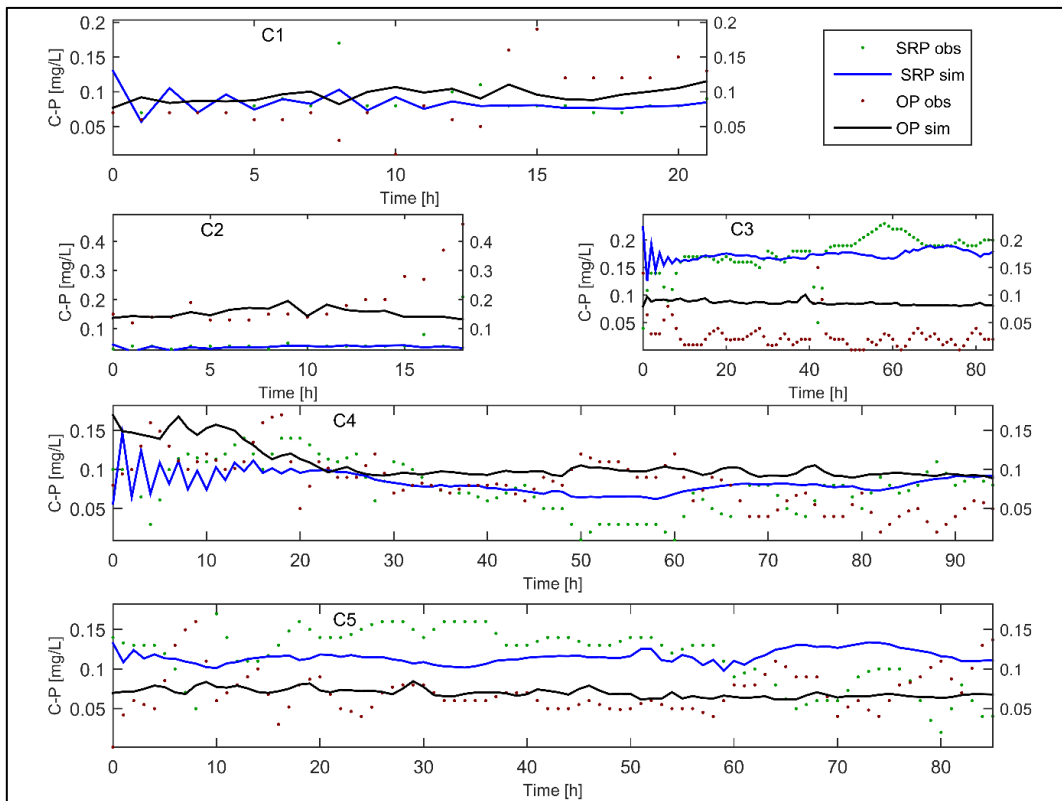 C1
C-P [mg/L]
0.2
0.15
0.1
0.05
0.2
0.15
0.1
0.05
0 5 10 15 20
Time [h]
SRP obs
SRP sim
OP obs
OP sim
C2
C-P [mg/L]
0.4
0.3
0.2
0.1
0.4
0.3
0.2
0.1
0 5 10 15
Time [h]
C3
C-P [mg/L]
0.2
0.15
0.1
0.05
0.2
0.15
0.1
0.05
0 20 40 60 80
Time [h]
C4
C-P [mg/L]
0.15
0.1
0.05
0.15
0.1
0.05
0 10 20 30 40 50 60 70 80 90
Time [h]
C5
C-P [mg/L]
0.15
0.1
0.05
0.15
0.1
0.05
0 10 20 30 40 50 60 70 80
Time [h]